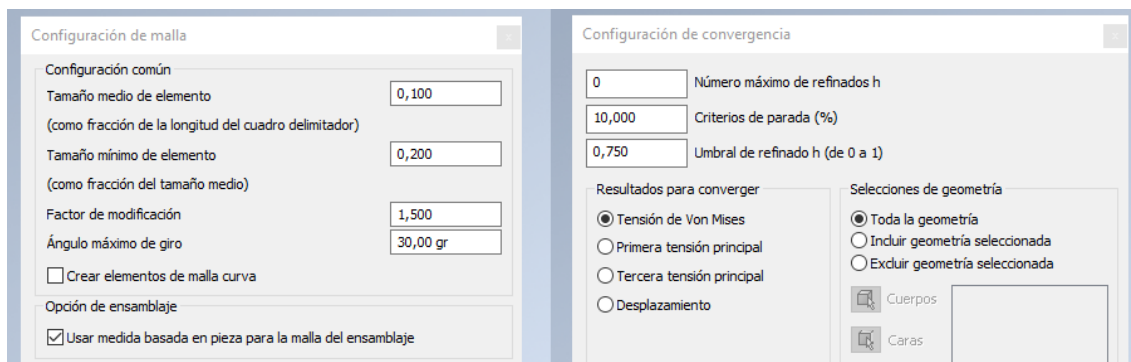 Configuración de malla
Configuración común
Tamaño medio de elemento 0,100
(como fracción de la longitud del cuadro delimitador)
Tamaño mínimo de elemento 0,200
(como fracción del tamaño medio)
Factor de modificación 1,500
Ángulo máximo de giro 30,00 gr
Crear elementos de malla curva
Opción de ensamblaje
Usar medida basada en pieza para la malla del ensamblaje
Configuración de convergencia
0 Número máximo de refinados h
10,000 Criterios de parada (%)
0,750 Umbral de refinado h (de 0 a 1)
Resultados para converger
Tensión de Von Mises
Primera tensión principal
Tercera tensión principal
Desplazamiento
Selecciones de geometría
Toda la geometría
Incluir geometría seleccionada
Excluir geometría seleccionada
Cuerpos
Caras